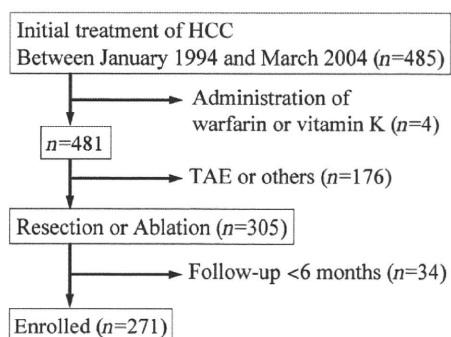 Initial treatment of HCC
Between January 1994 and March 2004 (n=485)
Administration of
warfarin or vitamin K (n=4)
n=481
TAE or others (n=176)
Resection or Ablation (n=305)
Follow-up <6 months (n=34)
Enrolled (n=271)